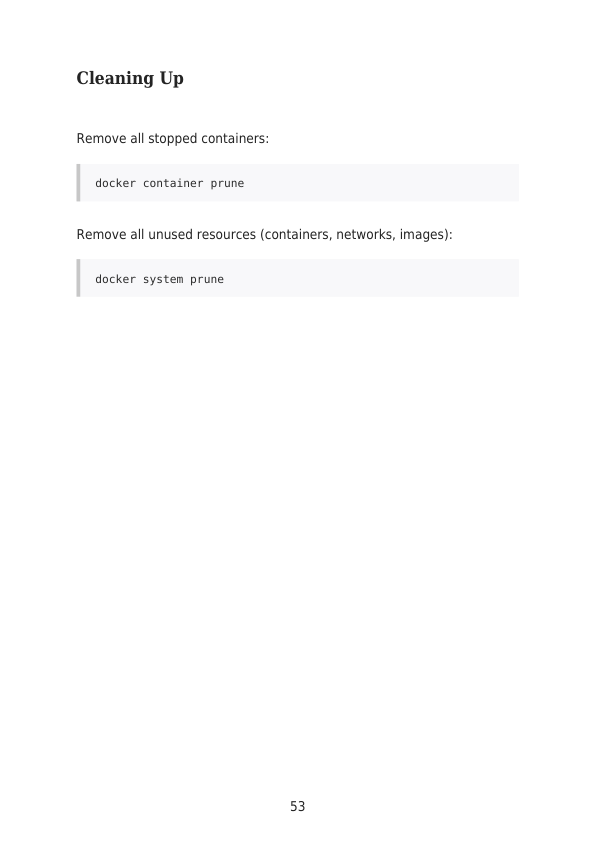 Cleaning Up
Remove all stopped containers:
docker container prune
Remove all unused resources (containers, networks, images):
docker system prune
53